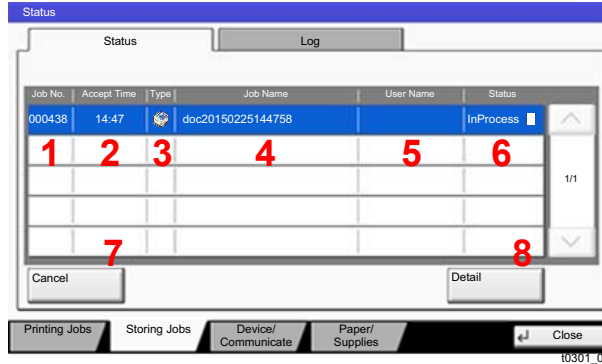 Status
Status Log
Job No. Accept Time Type Job Name User Name Status
000438 14:47 doc20150225144758 InProcess
1 2 3 4 5 6
1/1
7 8
Cancel Detail
Printing Jobs Storing Jobs Device/ Communicate Paper/ Supplies Close
t0301_0